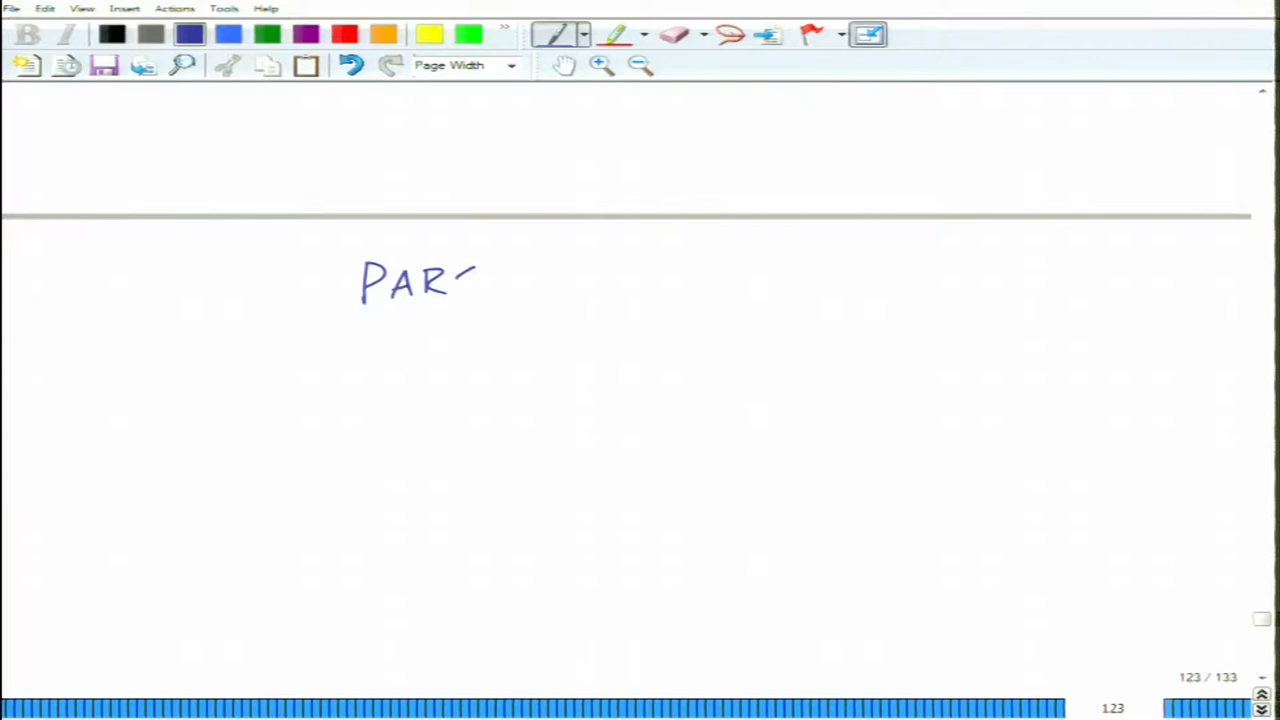 File Edit View Insert Actions Tools Help
B I
Page Width
PAR
123 / 133
123